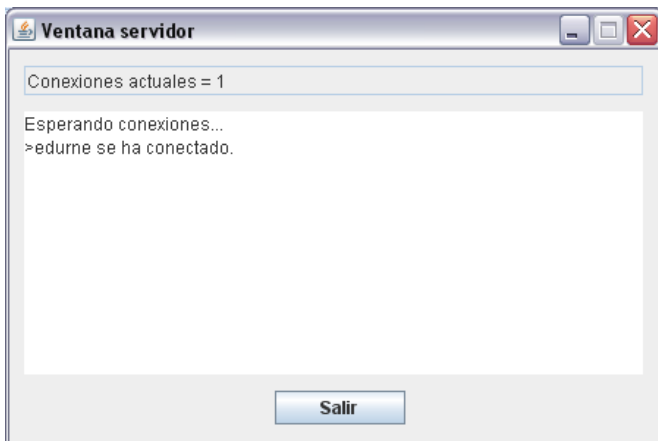 Ventana servidor
Conexiones actuales = 1
Esperando conexiones...
>edurne se ha conectado.
Salir